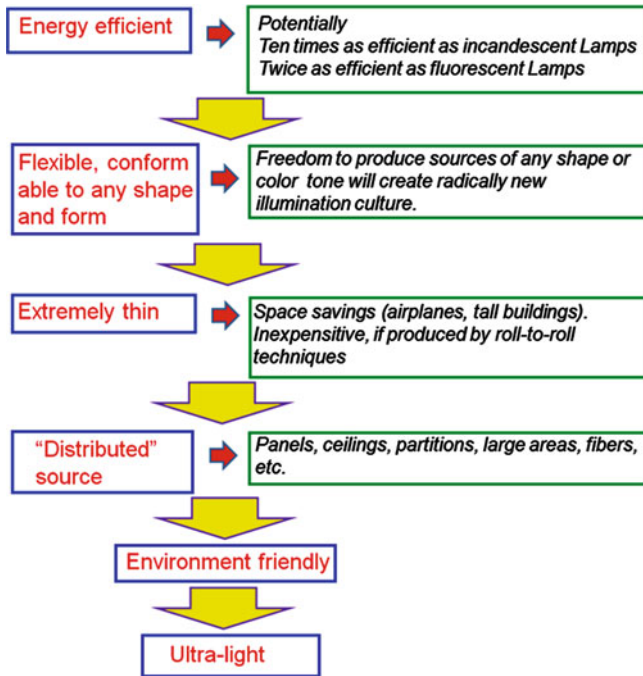 Energy efficient
Potentially
Ten times as efficient as incandescent Lamps
Twice as efficient as fluorescent Lamps
Flexible, conform
able to any shape
and form
Freedom to produce sources of any shape or
color tone will create radically new
illumination culture.
Extremely thin
Space savings (airplanes, tall buildings).
Inexpensitive, if produced by roll-to-roll
techniques
“Distributed”
source
Panels, ceilings, partitions, large areas, fibers,
etc.
Environment friendly
Ultra-light